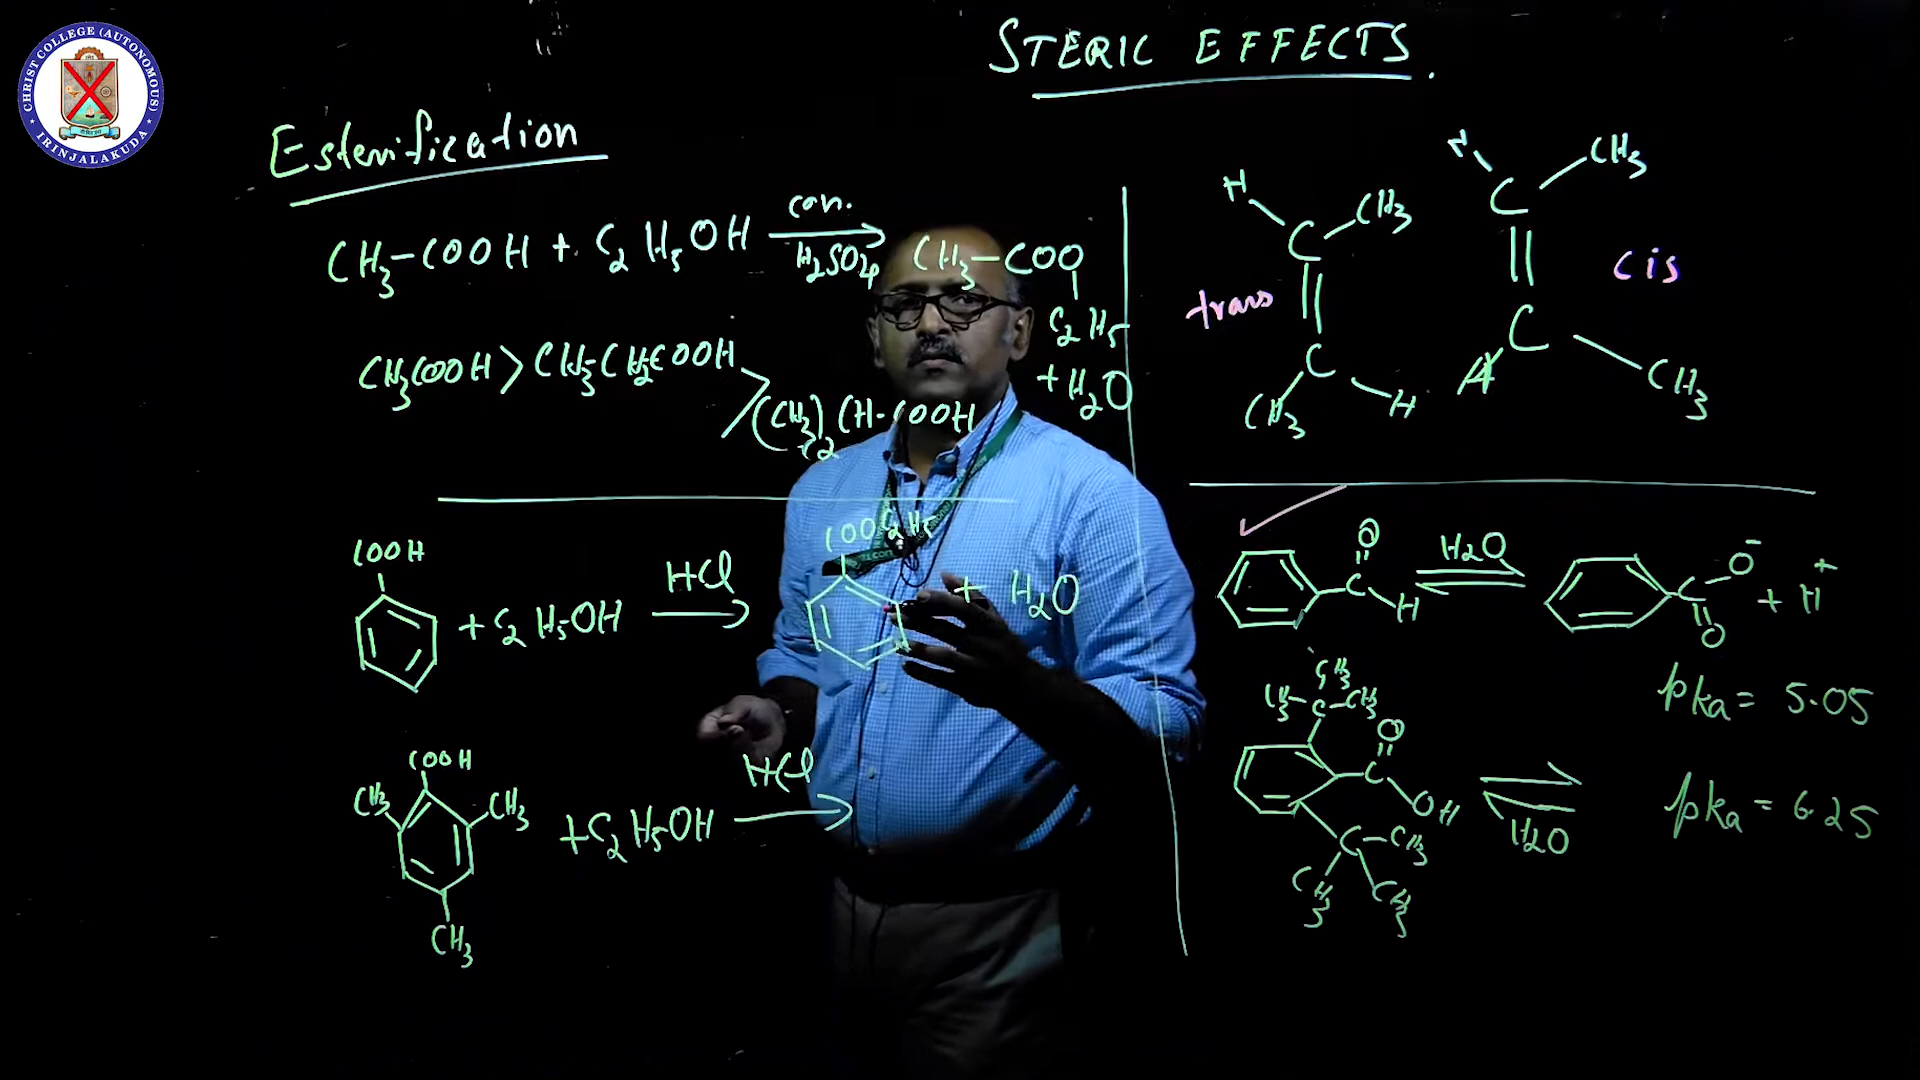 STERIC EFFECTS.
CHRIST COLLEGE (AUTONOMOUS)
IRINJALAKUDA
Esterification
CH3-COOH + C2H5OH
con.
H2SO4
CH3-COO
C2H5
+ H2O
CH3COOH > CH3CH2COOH
> (CH3)2CH-COOH
COOH
+ C2H5OH
HCl
COOC2H5
+ H2O
COOH
CH3
CH3
CH3
+ C2H5OH
HCl
H
CH3
C
trans
C
CH3
H
H
CH3
C
cis
C
CH3
O
C
H
H2O
O-
C
O
+ H+
pka = 5.05
CH3
CH3-C-CH3
O
C
OH
C-CH3
CH3
CH3
H2O
pka = 6.25